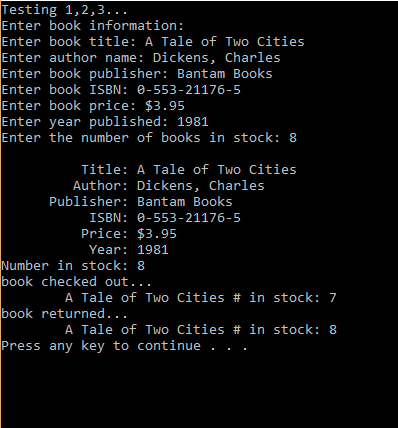 Testing 1,2,3...
Enter book information:
Enter book title: A Tale of Two Cities
Enter author name: Dickens, Charles
Enter book publisher: Bantam Books
Enter book ISBN: 0-553-21176-5
Enter book price: $3.95
Enter year published: 1981
Enter the number of books in stock: 8

          Title: A Tale of Two Cities
         Author: Dickens, Charles
      Publisher: Bantam Books
           ISBN: 0-553-21176-5
          Price: $3.95
           Year: 1981
Number in stock: 8
book checked out...
        A Tale of Two Cities # in stock: 7
book returned...
        A Tale of Two Cities # in stock: 8
Press any key to continue . . .